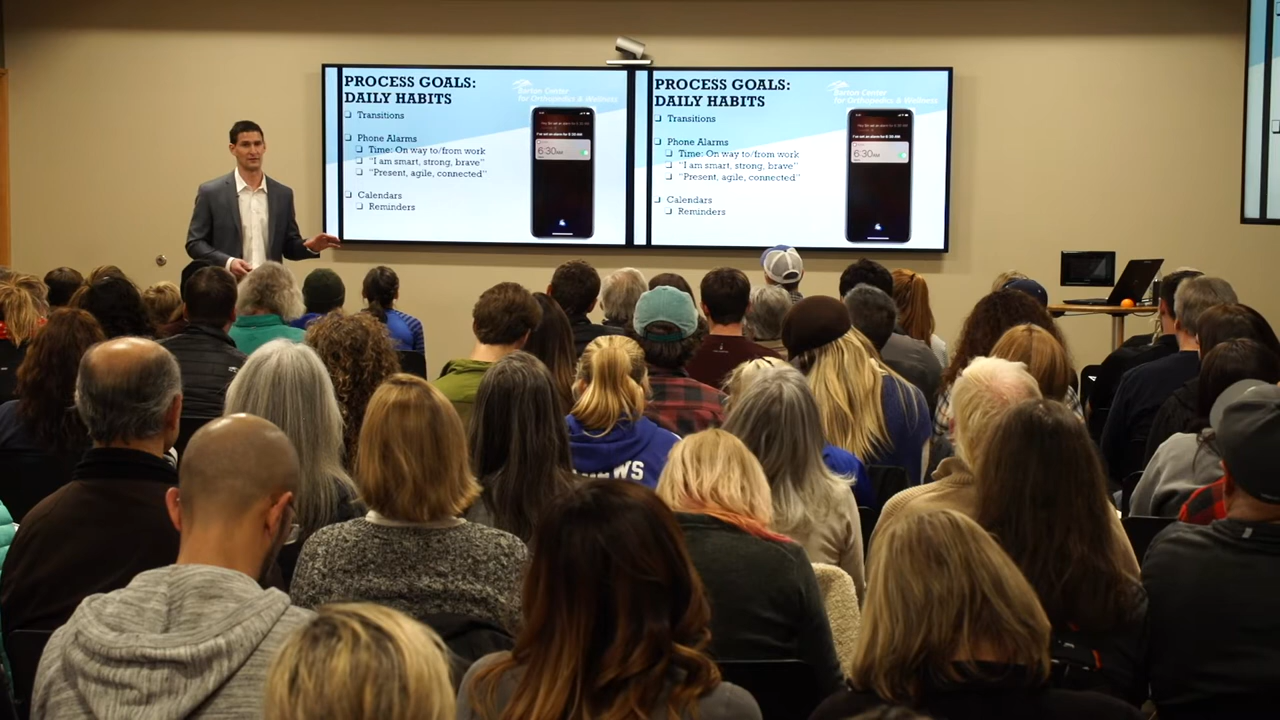 PROCESS GOALS:
DAILY HABITS
Barton Center
for Orthopedics & Wellness
Transitions
Phone Alarms
Time: On way to/from work
"I am smart, strong, brave"
"Present, agile, connected"
Calendars
Reminders
6:30AM
PROCESS GOALS:
DAILY HABITS
Barton Center
for Orthopedics & Wellness
Transitions
Phone Alarms
Time: On way to/from work
"I am smart, strong, brave"
"Present, agile, connected"
Calendars
Reminders
6:30AM